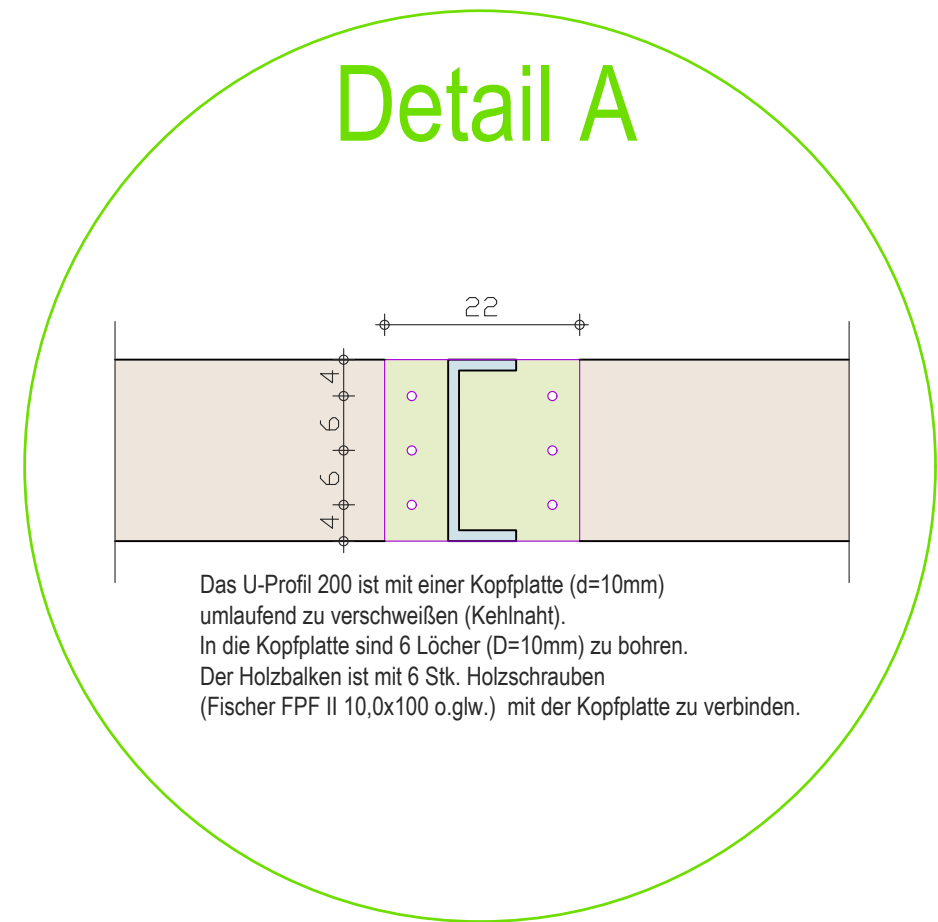 Detail A
22
4
6
6
4
Das U-Profil 200 ist mit einer Kopfplatte (d=10mm)
umlaufend zu verschweißen (Kehlnaht).
In die Kopfplatte sind 6 Löcher (D=10mm) zu bohren.
Der Holzbalken ist mit 6 Stk. Holzschrauben
(Fischer FPF II 10,0x100 o.glw.)  mit der Kopfplatte zu verbinden.